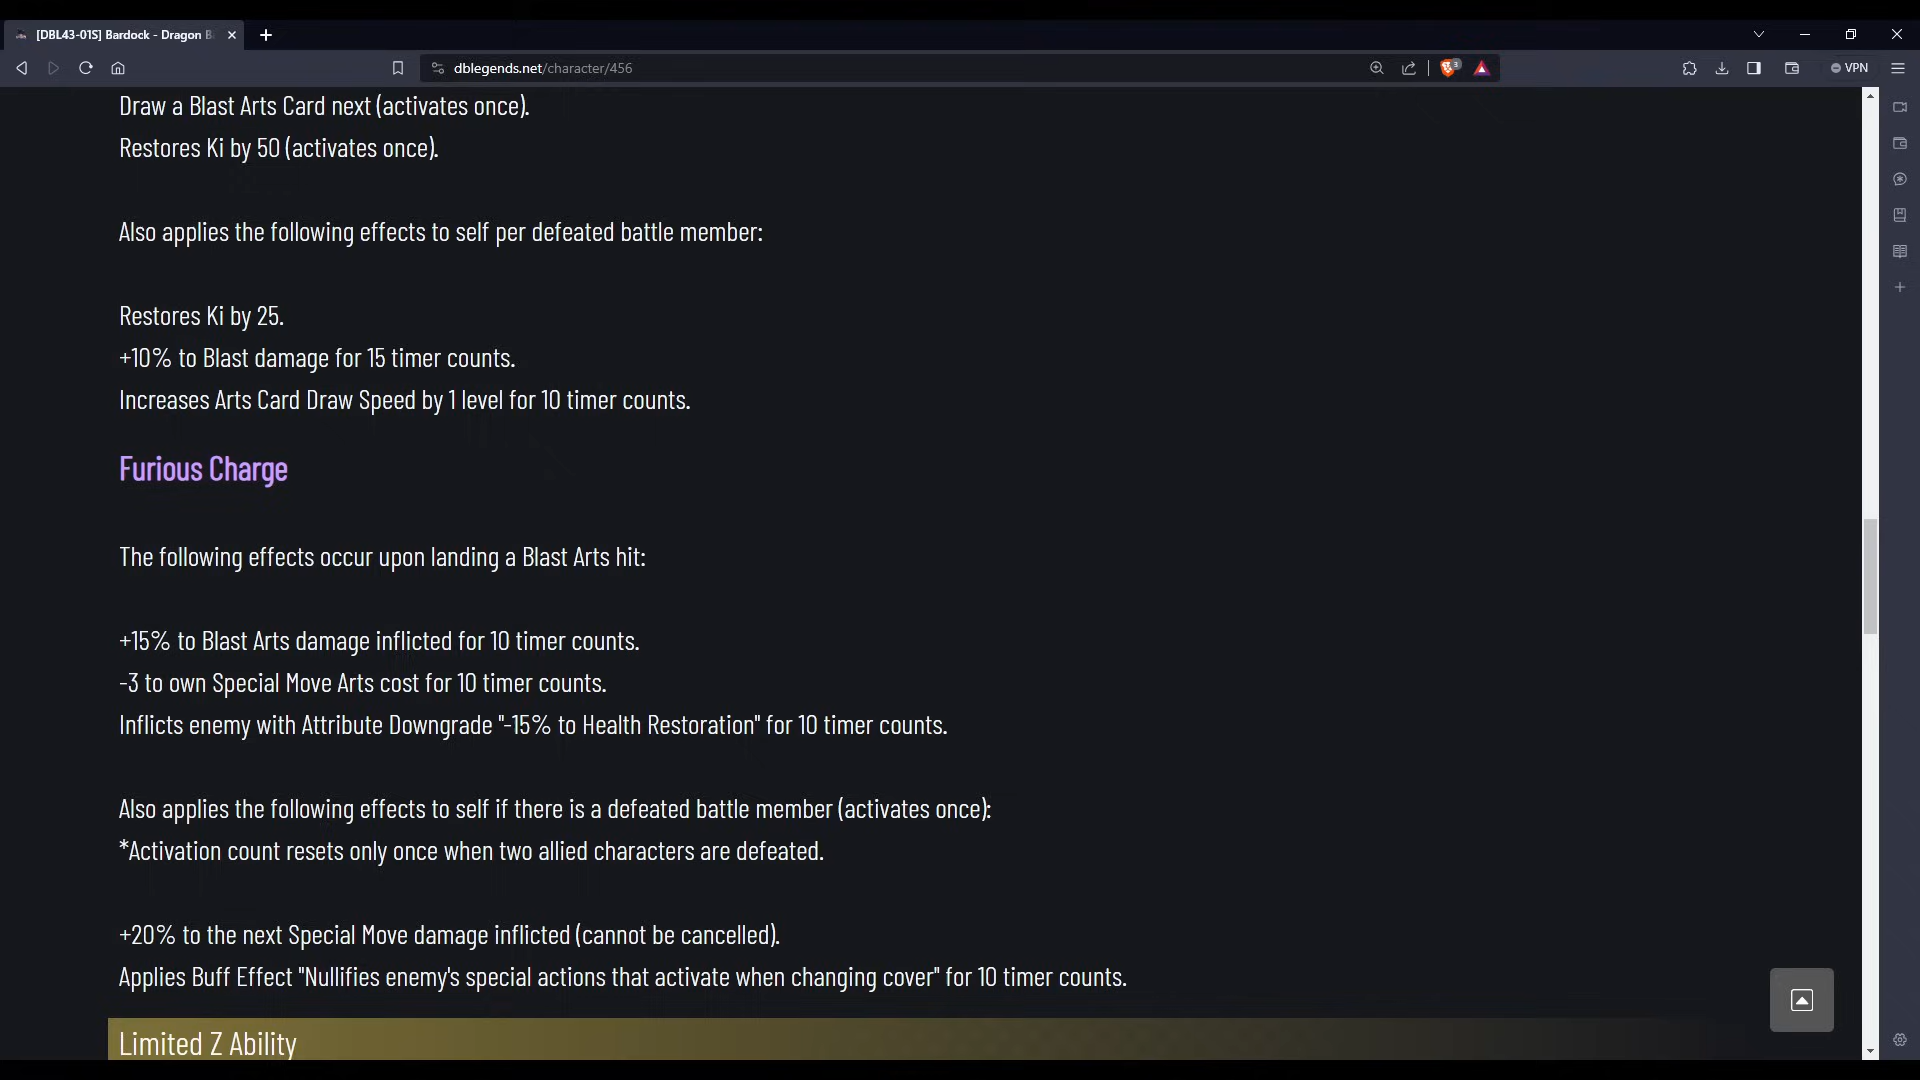 [DBL43-01S] Bardock - Dragon B
dblegends.net/character/456
3
VPN
Draw a Blast Arts Card next (activates once).
Restores Ki by 50 (activates once).
Also applies the following effects to self per defeated battle member:
Restores Ki by 25.
+10% to Blast damage for 15 timer counts.
Increases Arts Card Draw Speed by 1 level for 10 timer counts.
Furious Charge
The following effects occur upon landing a Blast Arts hit:
+15% to Blast Arts damage inflicted for 10 timer counts.
-3 to own Special Move Arts cost for 10 timer counts.
Inflicts enemy with Attribute Downgrade "-15% to Health Restoration" for 10 timer counts.
Also applies the following effects to self if there is a defeated battle member (activates once):
*Activation count resets only once when two allied characters are defeated.
+20% to the next Special Move damage inflicted (cannot be cancelled).
Applies Buff Effect "Nullifies enemy's special actions that activate when changing cover" for 10 timer counts.
Limited Z Ability